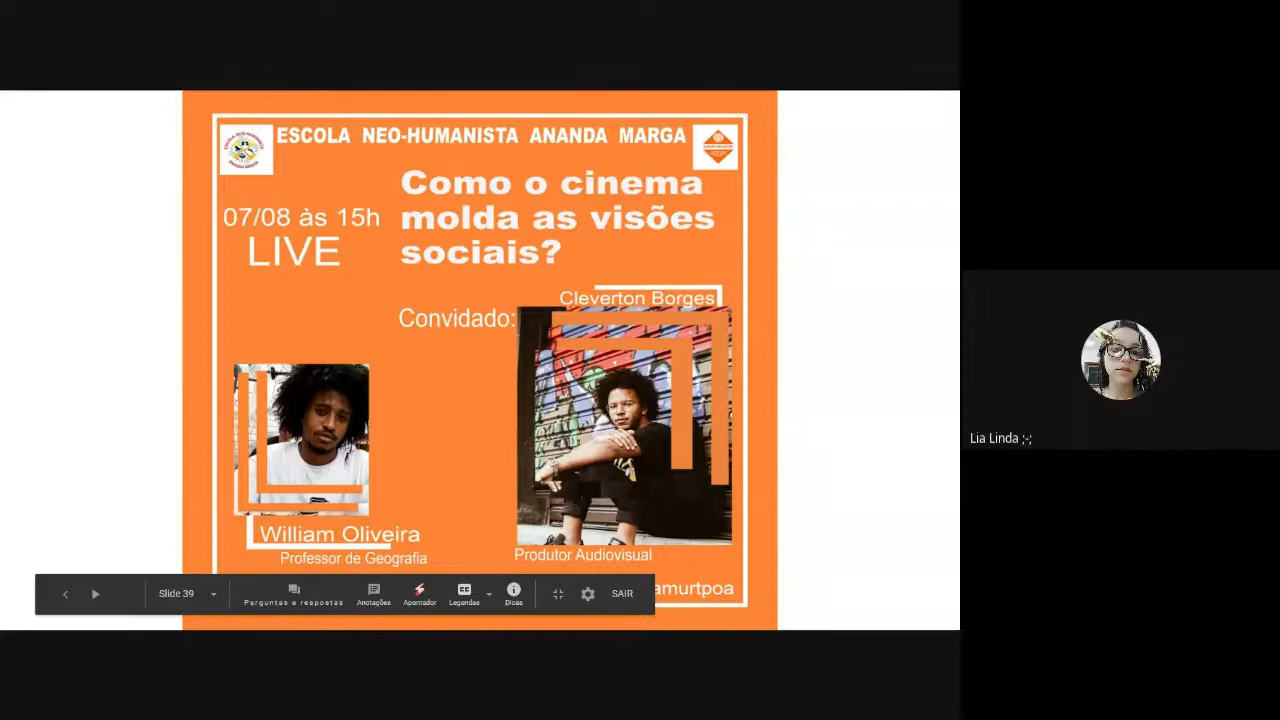 ESCOLA NEO-HUMANISTA ANANDA MARGA
Como o cinema
molda as visões
sociais?
07/08 às 15h
LIVE
Cleverton Borges
Convidado:
William Oliveira
Professor de Geografia
Produtor Audiovisual
amurtpoa
Slide 39
Perguntas e respostas
Anotações
Apontador
Legendas
Dicas
SAIR
Lia Linda ;-;